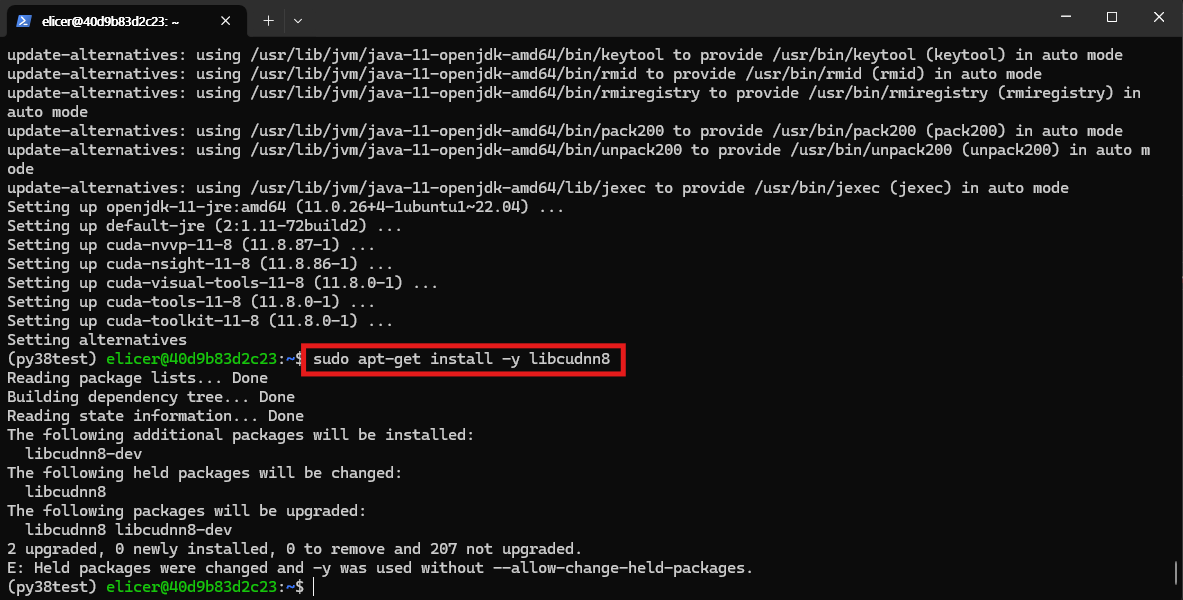 elicer@40d9b83d2c23: ~
update-alternatives: using /usr/lib/jvm/java-11-openjdk-amd64/bin/keytool to provide /usr/bin/keytool (keytool) in auto mode
update-alternatives: using /usr/lib/jvm/java-11-openjdk-amd64/bin/rmid to provide /usr/bin/rmid (rmid) in auto mode
update-alternatives: using /usr/lib/jvm/java-11-openjdk-amd64/bin/rmiregistry to provide /usr/bin/rmiregistry (rmiregistry) in
auto mode
update-alternatives: using /usr/lib/jvm/java-11-openjdk-amd64/bin/pack200 to provide /usr/bin/pack200 (pack200) in auto mode
update-alternatives: using /usr/lib/jvm/java-11-openjdk-amd64/bin/unpack200 to provide /usr/bin/unpack200 (unpack200) in auto m
ode
update-alternatives: using /usr/lib/jvm/java-11-openjdk-amd64/lib/jexec to provide /usr/bin/jexec (jexec) in auto mode
Setting up openjdk-11-jre:amd64 (11.0.26+4-1ubuntu1~22.04) ...
Setting up default-jre (2:1.11-72build2) ...
Setting up cuda-nvvp-11-8 (11.8.87-1) ...
Setting up cuda-nsight-11-8 (11.8.86-1) ...
Setting up cuda-visual-tools-11-8 (11.8.0-1) ...
Setting up cuda-tools-11-8 (11.8.0-1) ...
Setting up cuda-toolkit-11-8 (11.8.0-1) ...
Setting alternatives
(py38test) elicer@40d9b83d2c23:~$ sudo apt-get install -y libcudnn8
Reading package lists... Done
Building dependency tree... Done
Reading state information... Done
The following additional packages will be installed:
  libcudnn8-dev
The following held packages will be changed:
  libcudnn8
The following packages will be upgraded:
  libcudnn8 libcudnn8-dev
2 upgraded, 0 newly installed, 0 to remove and 207 not upgraded.
E: Held packages were changed and -y was used without --allow-change-held-packages.
(py38test) elicer@40d9b83d2c23:~$